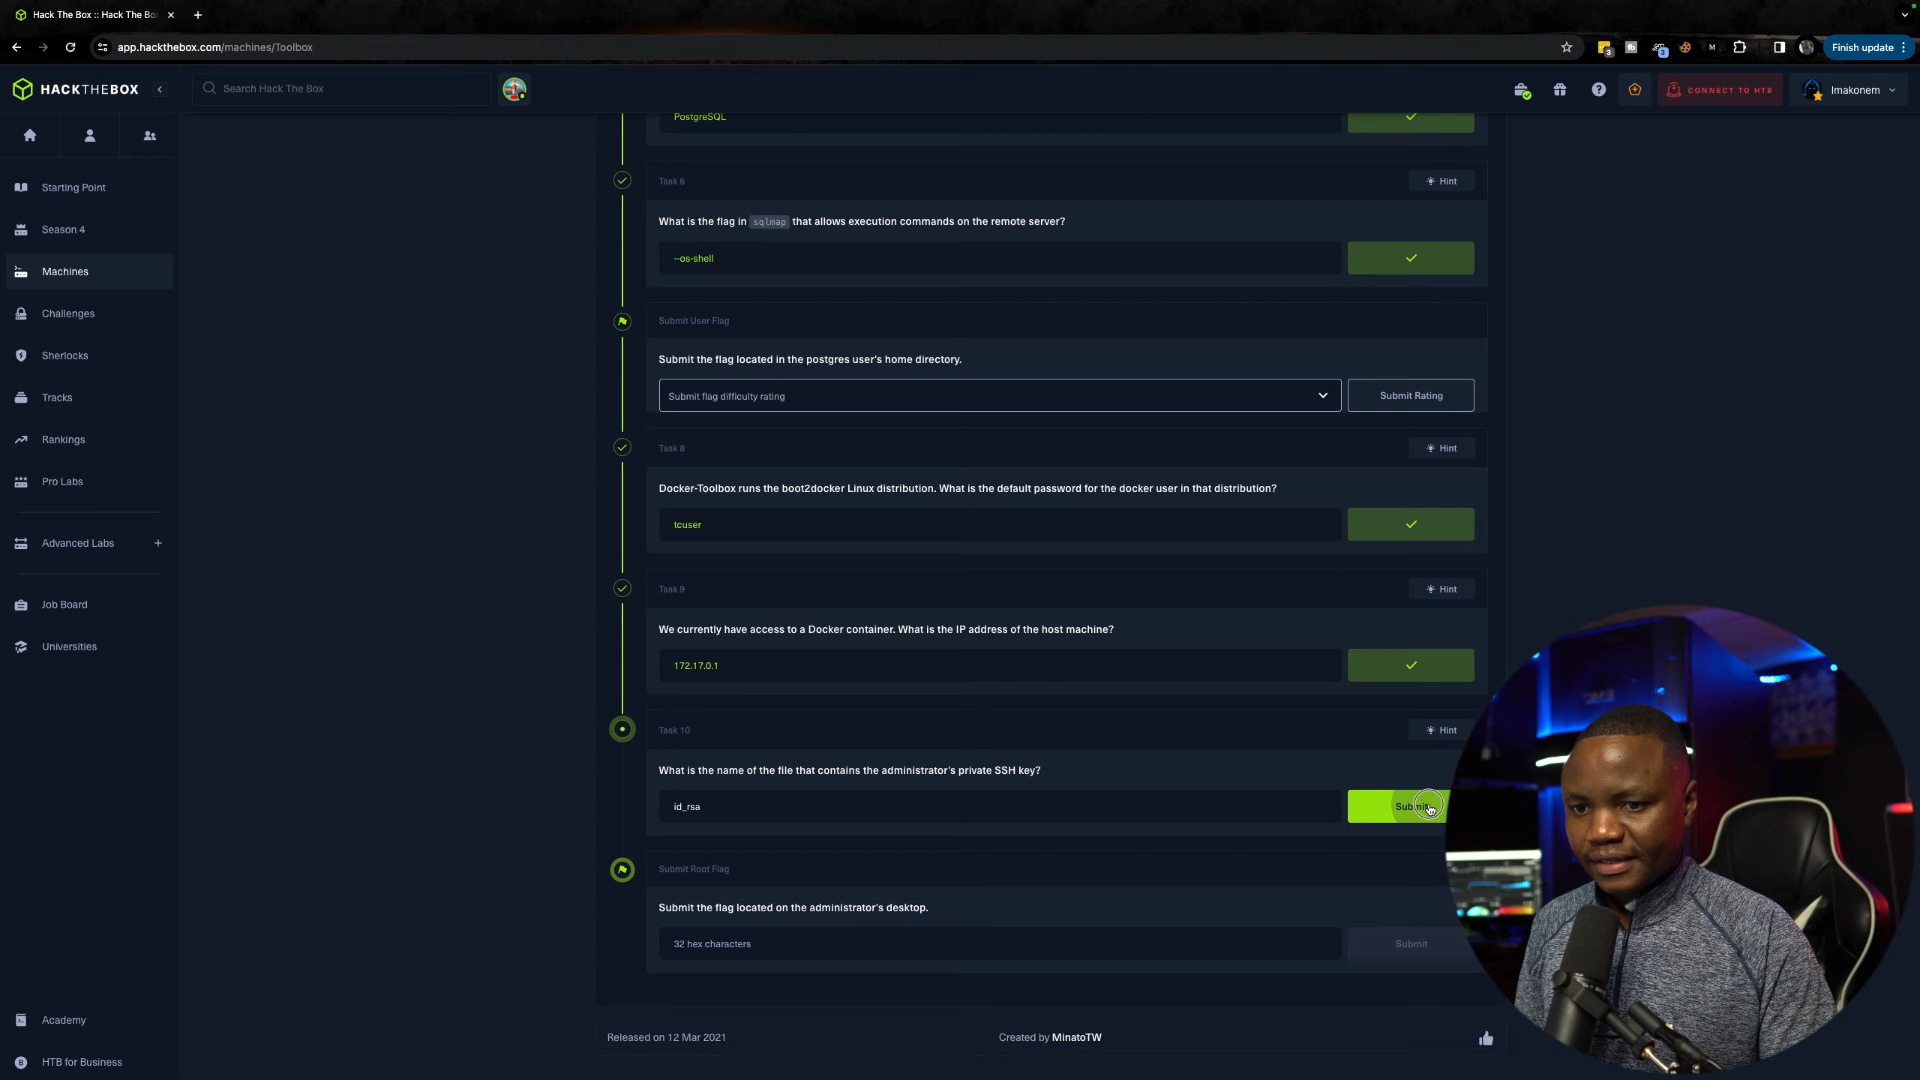 Hack The Box :: Hack The Bo
app.hackthebox.com/machines/Toolbox
Finish update
HACKTHEBOX
Search Hack The Box
CONNECT TO HTB
lmakonem
Starting Point
Season 4
Machines
Challenges
Sherlocks
Tracks
Rankings
Pro Labs
Advanced Labs
Job Board
Universities
Academy
HTB for Business
PostgreSQL
Task 6
Hint
What is the flag in sqlmap that allows execution commands on the remote server?
--os-shell
Submit User Flag
Submit the flag located in the postgres user's home directory.
Submit flag difficulty rating
Submit Rating
Task 8
Hint
Docker-Toolbox runs the boot2docker Linux distribution. What is the default password for the docker user in that distribution?
tcuser
Task 9
Hint
We currently have access to a Docker container. What is the IP address of the host machine?
172.17.0.1
Task 10
Hint
What is the name of the file that contains the administrator's private SSH key?
id_rsa
Submit
Submit Root Flag
Submit the flag located on the administrator's desktop.
32 hex characters
Submit
Released on 12 Mar 2021
Created by MinatoTW